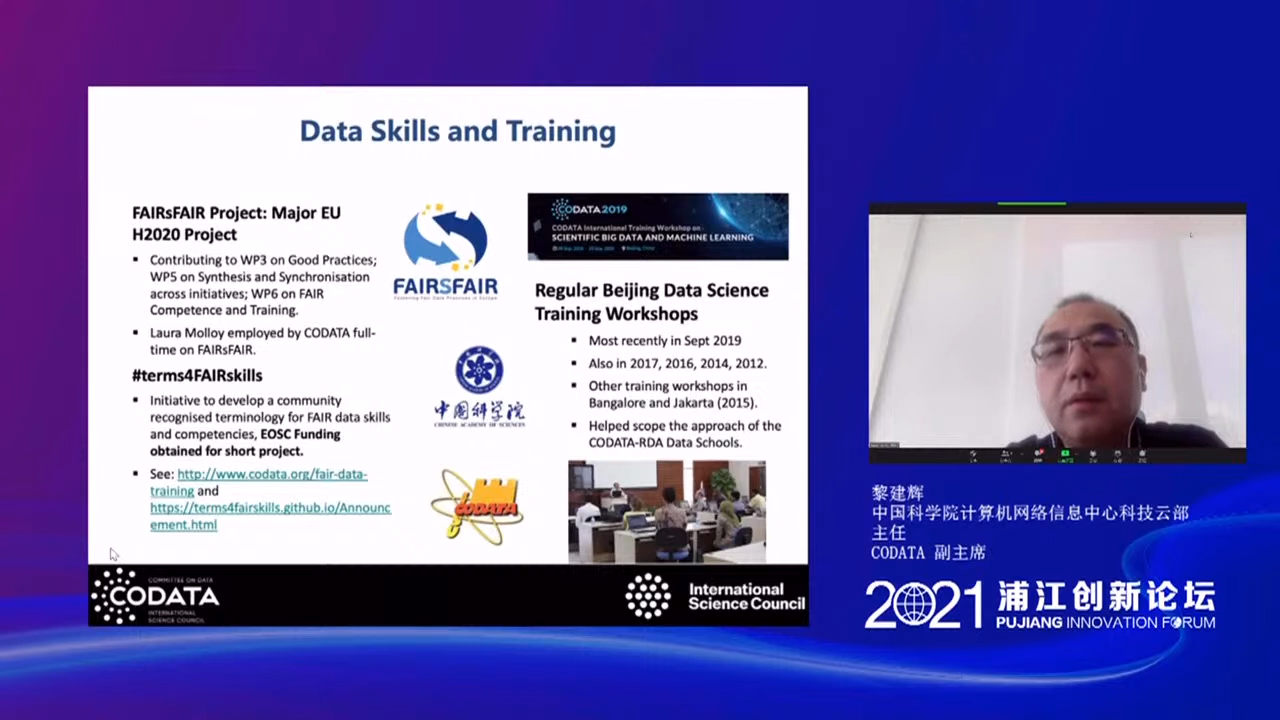 Data Skills and Training
FAIRsFAIR Project: Major EU
H2020 Project
▪ Contributing to WP3 on Good Practices;
WP5 on Synthesis and Synchronisation
across initiatives; WP6 on FAIR
Competence and Training.
▪ Laura Molloy employed by CODATA full-
time on FAIRsFAIR.
#terms4FAIRskills
▪ Initiative to develop a community
recognised terminology for FAIR data skills
and competencies, EOSC Funding
obtained for short project.
▪ See: http://www.codata.org/fair-data-
training and
https://terms4fairskills.github.io/Announc
ement.html
FAIRSFAIR
Fostering Fair Data Practices in Europe
中国科学院
CHINESE ACADEMY OF SCIENCES
CODATA
CODATA2019
CODATA International Training Workshop on
SCIENTIFIC BIG DATA AND MACHINE LEARNING
Regular Beijing Data Science
Training Workshops
▪ Most recently in Sept 2019
▪ Also in 2017, 2016, 2014, 2012.
▪ Other training workshops in
Bangalore and Jakarta (2015).
▪ Helped scope the approach of the
CODATA-RDA Data Schools.
COMMITTEE ON DATA
CODATA
INTERNATIONAL
SCIENCE COUNCIL
International
Science Council
黎建辉
中国科学院计算机网络信息中心科技云部
主任
CODATA 副主席
2021 浦江创新论坛
PUJIANG INNOVATION FORUM